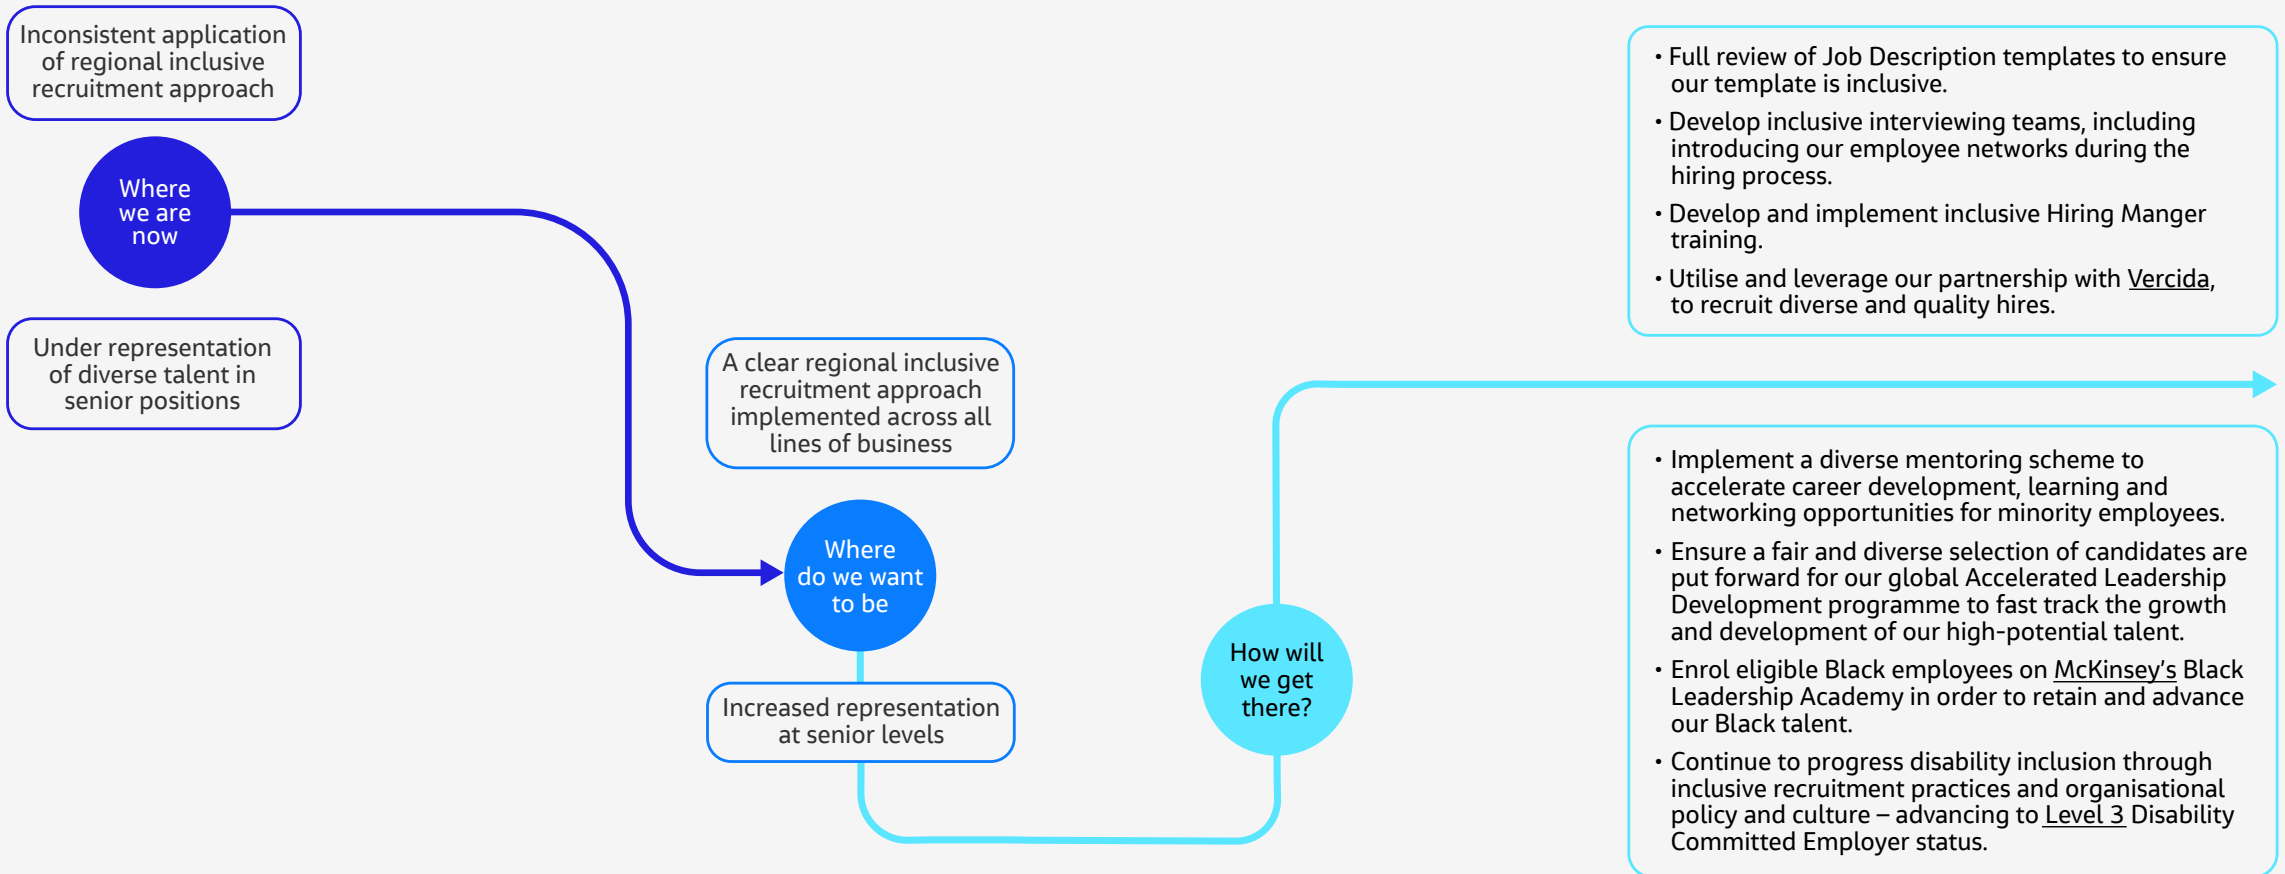 Inconsistent application
of regional inclusive
recruitment approach
Where
we are
now
Under representation
of diverse talent in
senior positions
A clear regional inclusive
recruitment approach
implemented across all
lines of business
Where
do we want
to be
Increased representation
at senior levels
How will
we get
there?
• Full review of Job Description templates to ensure
our template is inclusive.
• Develop inclusive interviewing teams, including
introducing our employee networks during the
hiring process.
• Develop and implement inclusive Hiring Manger
training.
• Utilise and leverage our partnership with Vercida,
to recruit diverse and quality hires.
• Implement a diverse mentoring scheme to
accelerate career development, learning and
networking opportunities for minority employees.
• Ensure a fair and diverse selection of candidates are
put forward for our global Accelerated Leadership
Development programme to fast track the growth
and development of our high-potential talent.
• Enrol eligible Black employees on McKinsey’s Black
Leadership Academy in order to retain and advance
our Black talent.
• Continue to progress disability inclusion through
inclusive recruitment practices and organisational
policy and culture – advancing to Level 3 Disability
Committed Employer status.